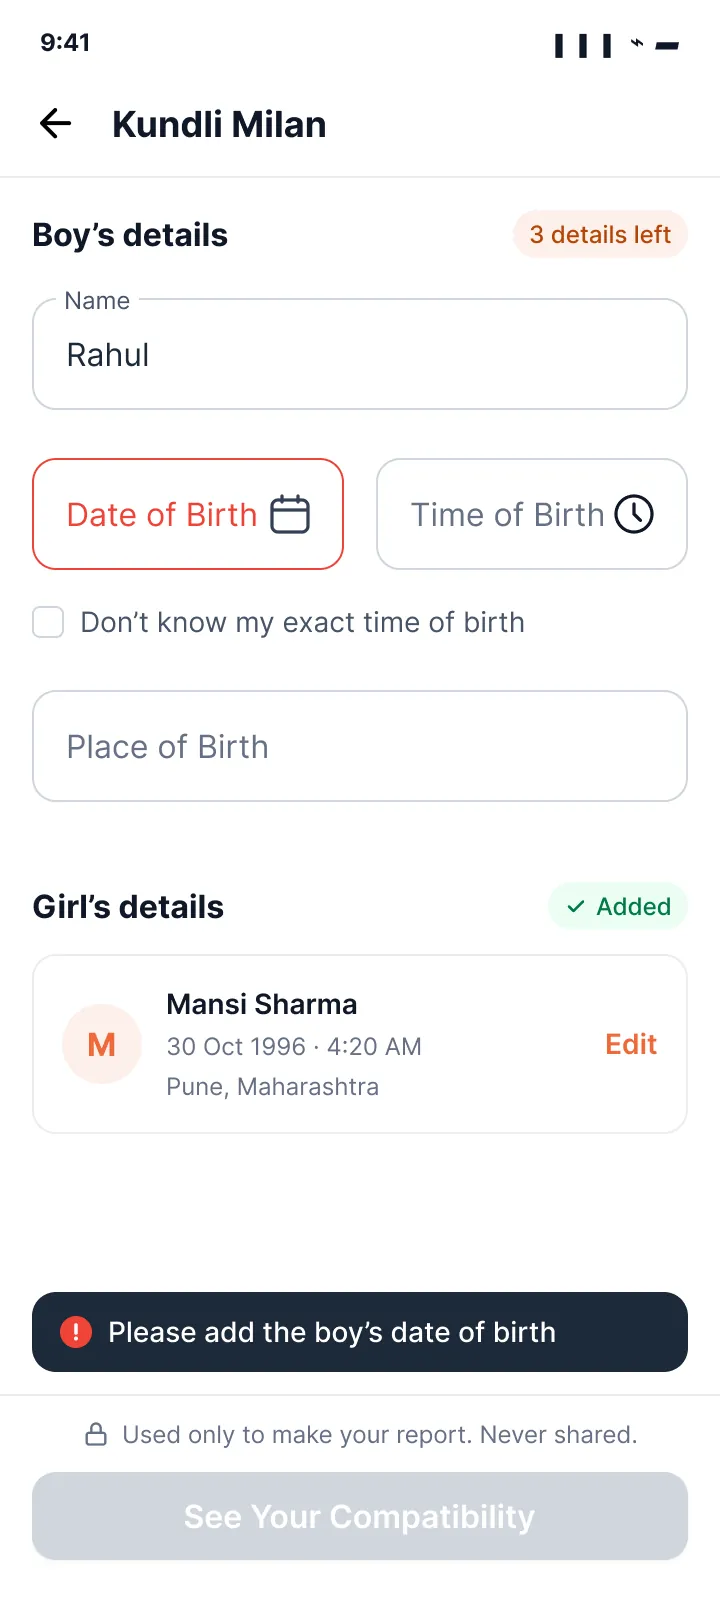 9:41
Kundli Milan
Boy’s details
3 details left
Name
Rahul
Date of Birth
Time of Birth
Don’t know my exact time of birth
Place of Birth
Girl’s details
Added
M
Mansi Sharma
30 Oct 1996 · 4:20 AM
Pune, Maharashtra
Edit
Please add the boy’s date of birth
Used only to make your report. Never shared.
See Your Compatibility